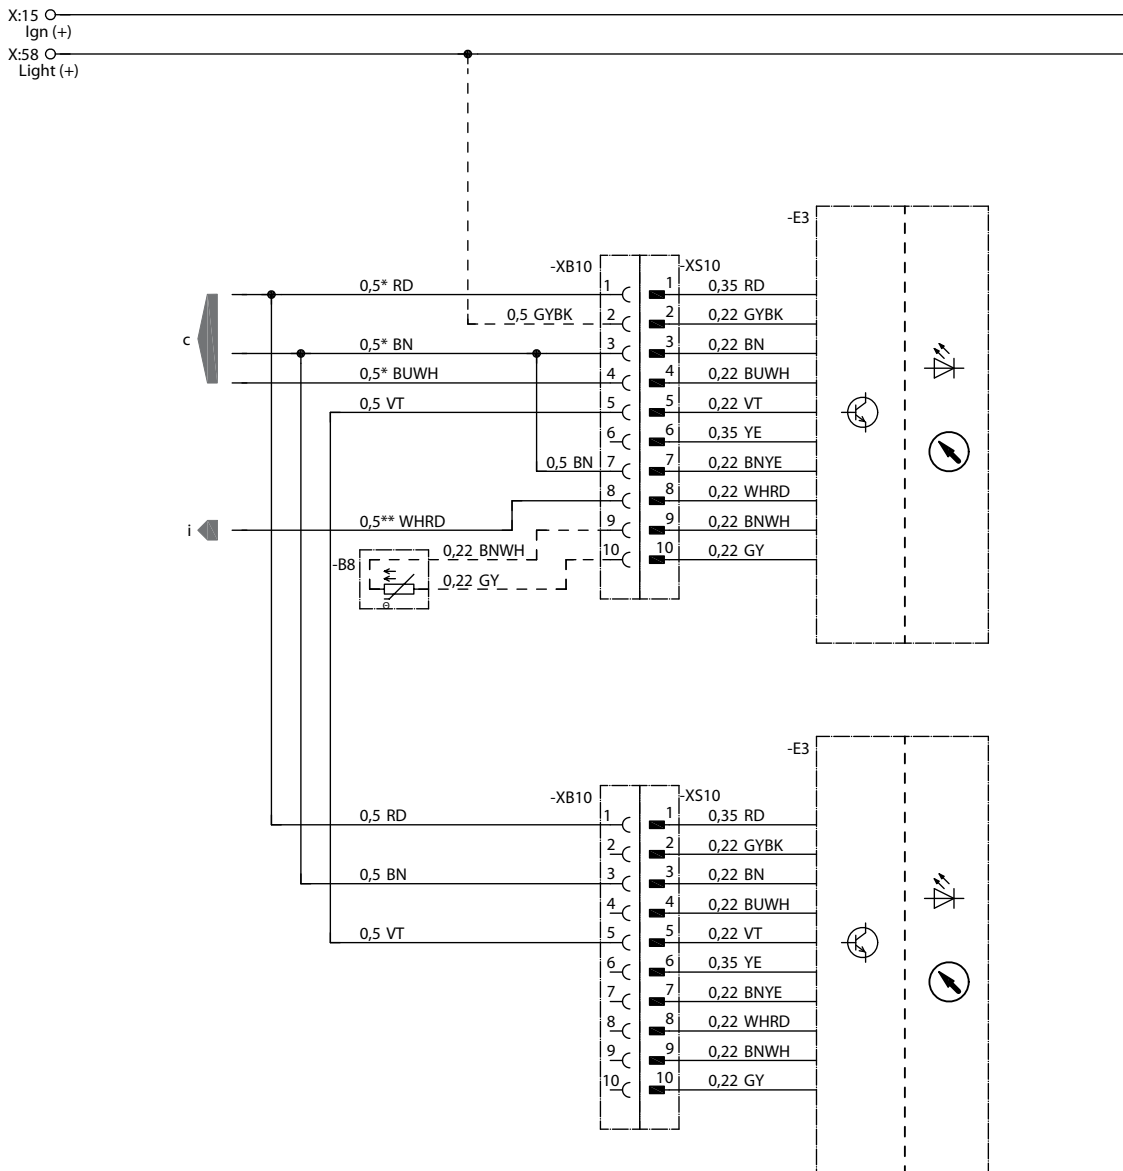 X:15
Ign (+)
X:58
Light (+)
-E3
-XB10 -XS10
0,5* RD 1 1 0,35 RD
0,5 GYBK 2 2 0,22 GYBK
c
0,5* BN 3 3 0,22 BN
0,5* BUWH 4 4 0,22 BUWH
0,5 VT 5 5 0,22 VT
6 6 0,35 YE
0,5 BN 7 7 0,22 BNYE
8 8 0,22 WHRD
i 0,5** WHRD 9 9 0,22 BNWH
-B8 0,22 BNWH 10 10 0,22 GY
0,22 GY
Θ
-E3
-XB10 -XS10
0,5 RD 1 1 0,35 RD
2 2 0,22 GYBK
0,5 BN 3 3 0,22 BN
4 4 0,22 BUWH
0,5 VT 5 5 0,22 VT
6 6 0,35 YE
7 7 0,22 BNYE
8 8 0,22 WHRD
9 9 0,22 BNWH
10 10 0,22 GY